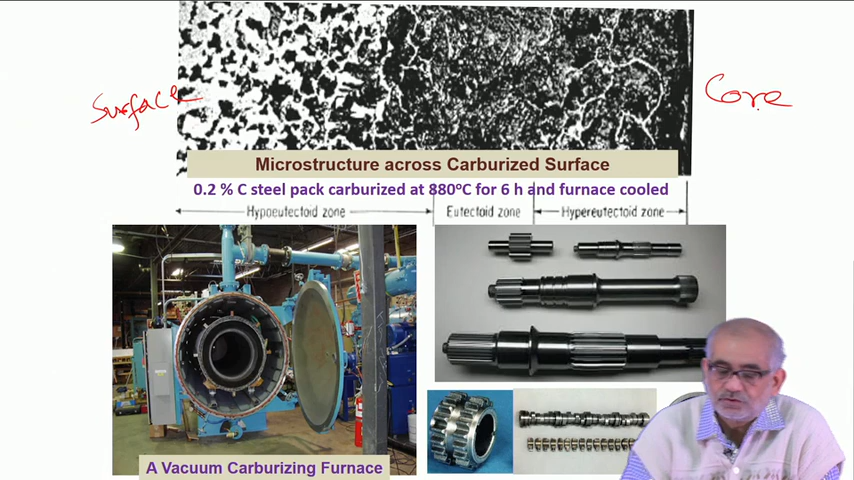 Surface
Core
Microstructure across Carburized Surface
0.2 % C steel pack carburized at 880°C for 6 h and furnace cooled
Hypoeutectoid zone
Eutectoid zone
Hypereutectoid zone
A Vacuum Carburizing Furnace